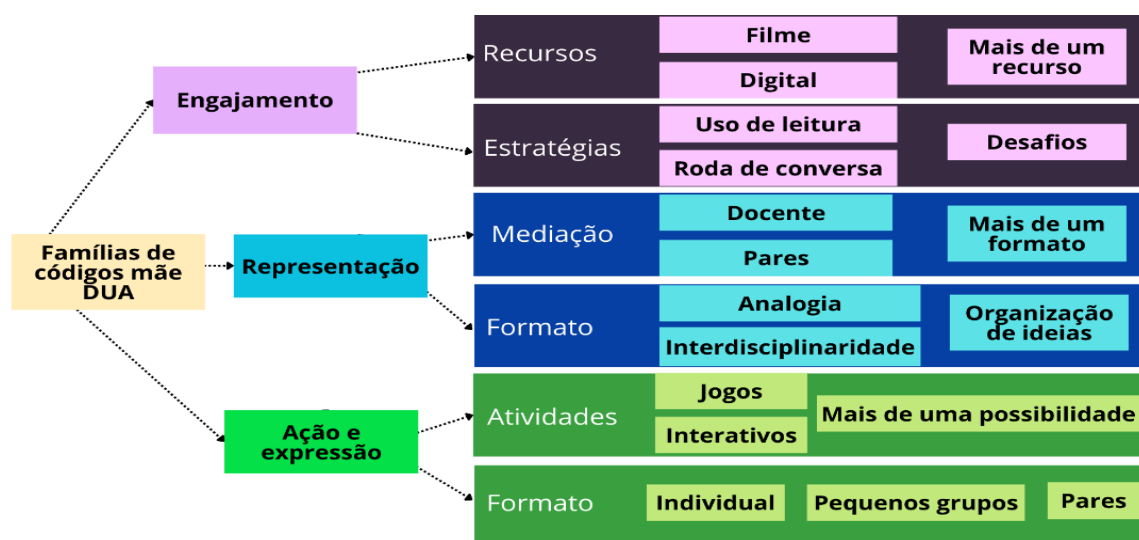 Famílias de
códigos mãe
DUA
Engajamento
Recursos
Filme
Digital
Mais de um
recurso
Estratégias
Uso de leitura
Roda de conversa
Desafios
Representação
Mediação
Docente
Pares
Mais de um
formato
Formato
Analogia
Interdisciplinaridade
Organização
de ideias
Ação e
expressão
Atividades
Jogos
Interativos
Mais de uma possibilidade
Formato
Individual
Pequenos grupos
Pares